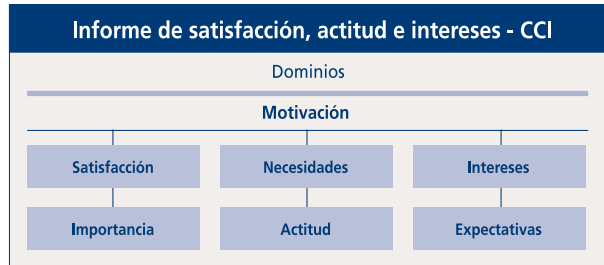 Informe de satisfacción, actitud e intereses - CCI
Dominios
Motivación
Satisfacción Necesidades Intereses
Importancia Actitud Expectativas